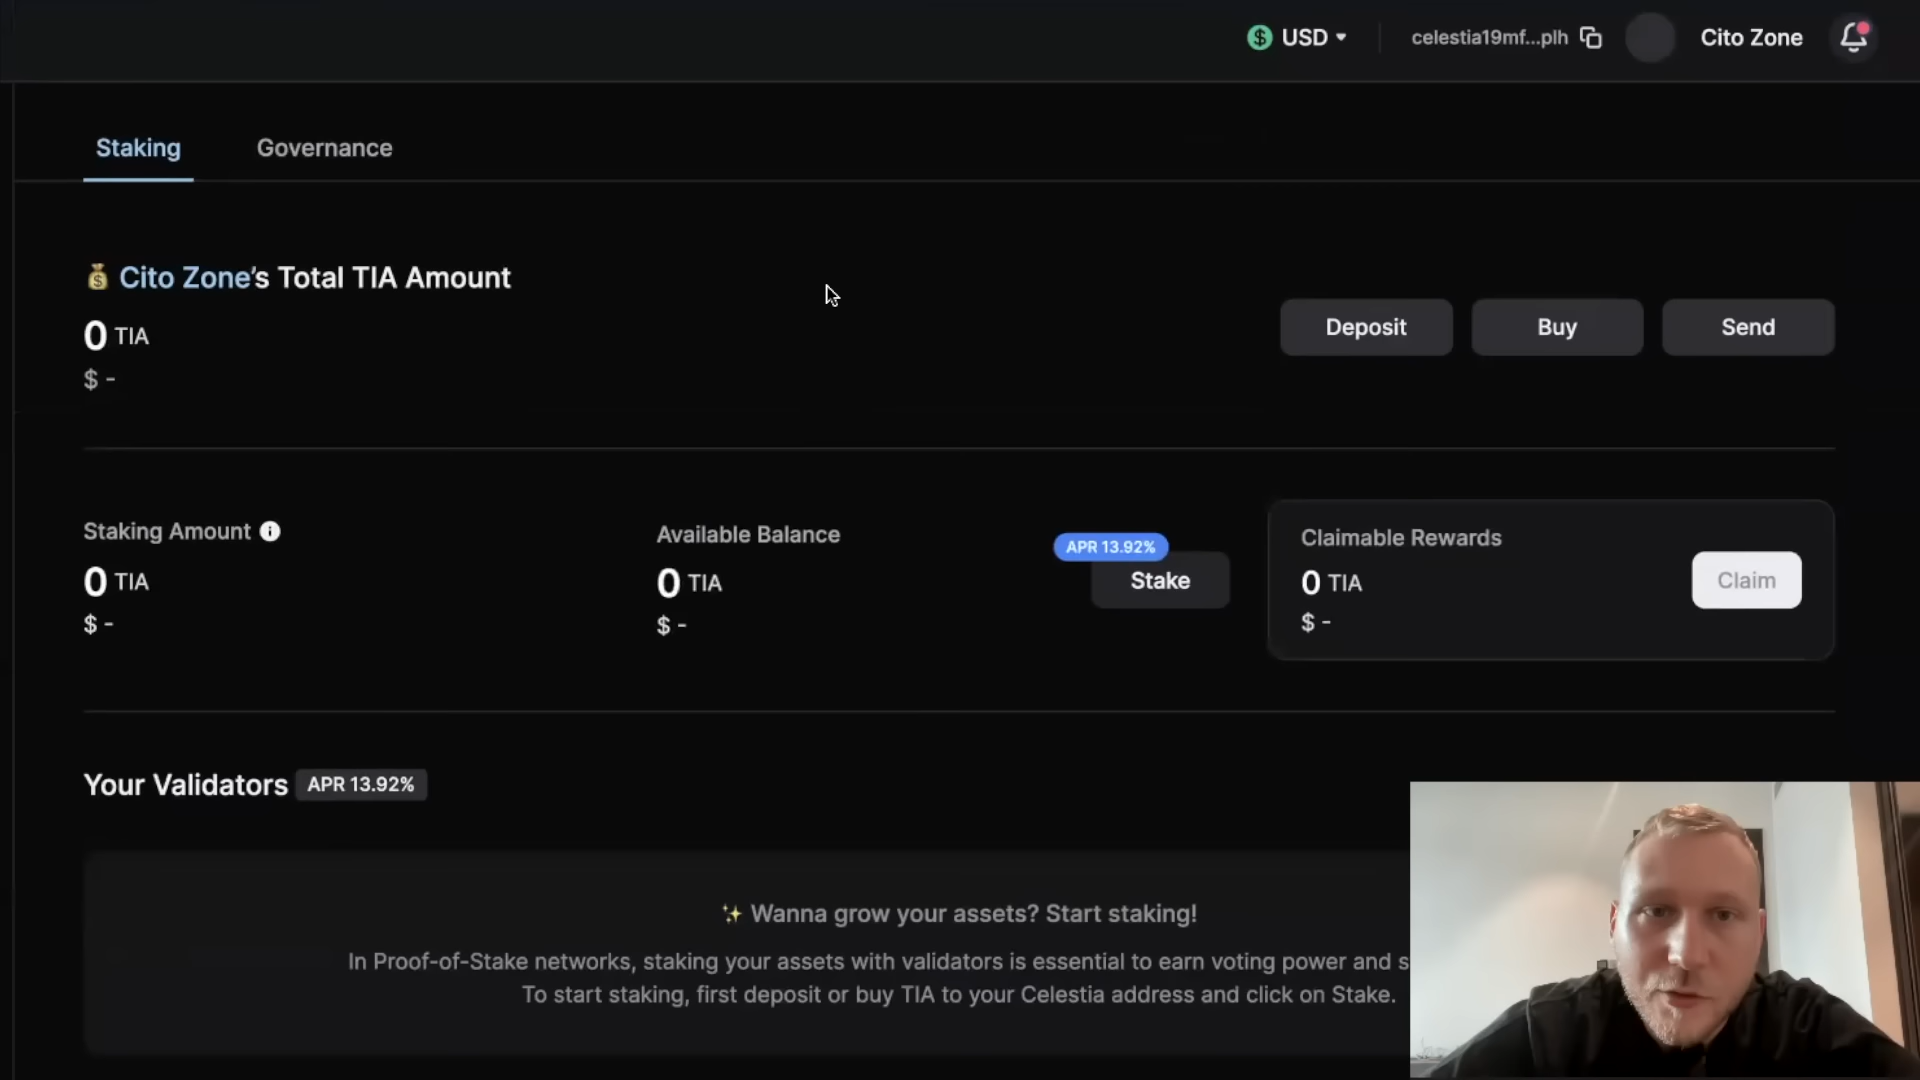 USD celestia19mf...plh Cito Zone
Staking Governance
Cito Zone's Total TIA Amount
0 TIA
$ -
Deposit Buy Send
Staking Amount
0 TIA
$ -
Available Balance
0 TIA
$ -
APR 13.92%
Stake
Claimable Rewards
0 TIA
$ -
Claim
Your Validators APR 13.92%
✨ Wanna grow your assets? Start staking!
In Proof-of-Stake networks, staking your assets with validators is essential to earn voting power and
To start staking, first deposit or buy TIA to your Celestia address and click on Stake.